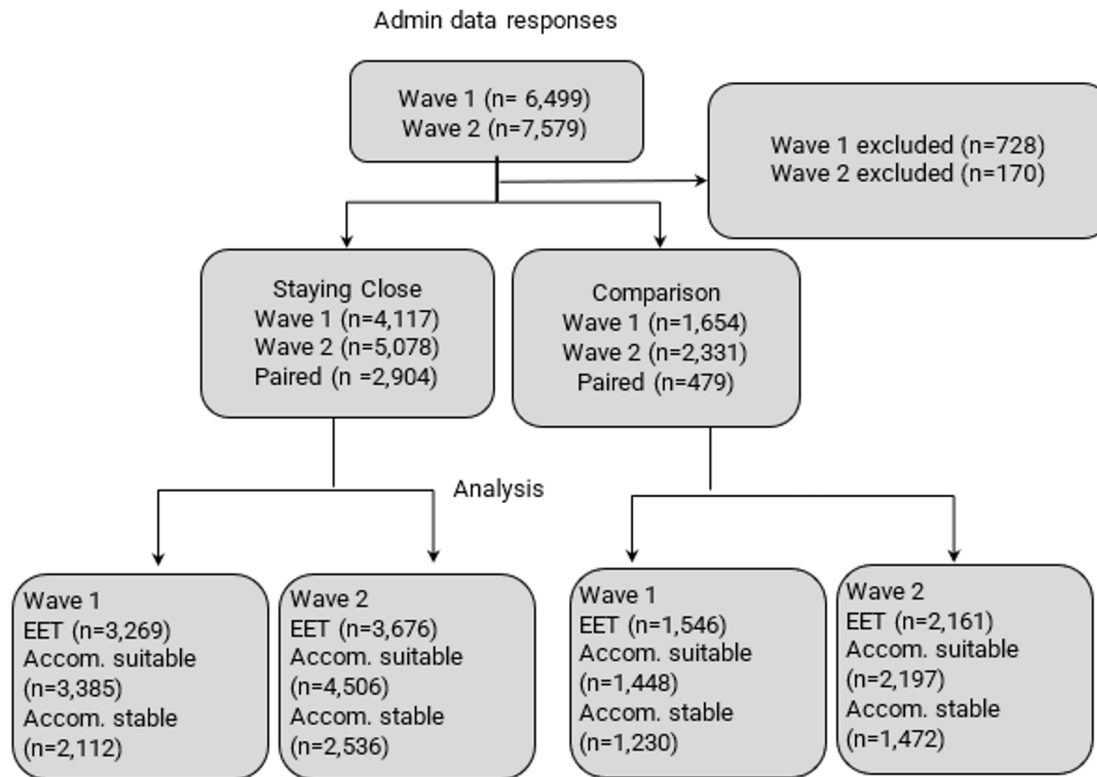 Admin data responses
Wave 1 (n= 6,499)
Wave 2 (n=7,579)
Wave 1 excluded (n=728)
Wave 2 excluded (n=170)
Staying Close
Wave 1 (n=4,117)
Wave 2 (n=5,078)
Paired (n =2,904)
Comparison
Wave 1 (n=1,654)
Wave 2 (n=2,331)
Paired (n=479)
Analysis
Wave 1
EET (n=3,269)
Accom. suitable
(n=3,385)
Accom. stable
(n=2,112)
Wave 2
EET (n=3,676)
Accom. suitable
(n=4,506)
Accom. stable
(n=2,536)
Wave 1
EET (n=1,546)
Accom. suitable
(n=1,448)
Accom. stable
(n=1,230)
Wave 2
EET (n=2,161)
Accom. suitable
(n=2,197)
Accom. stable
(n=1,472)